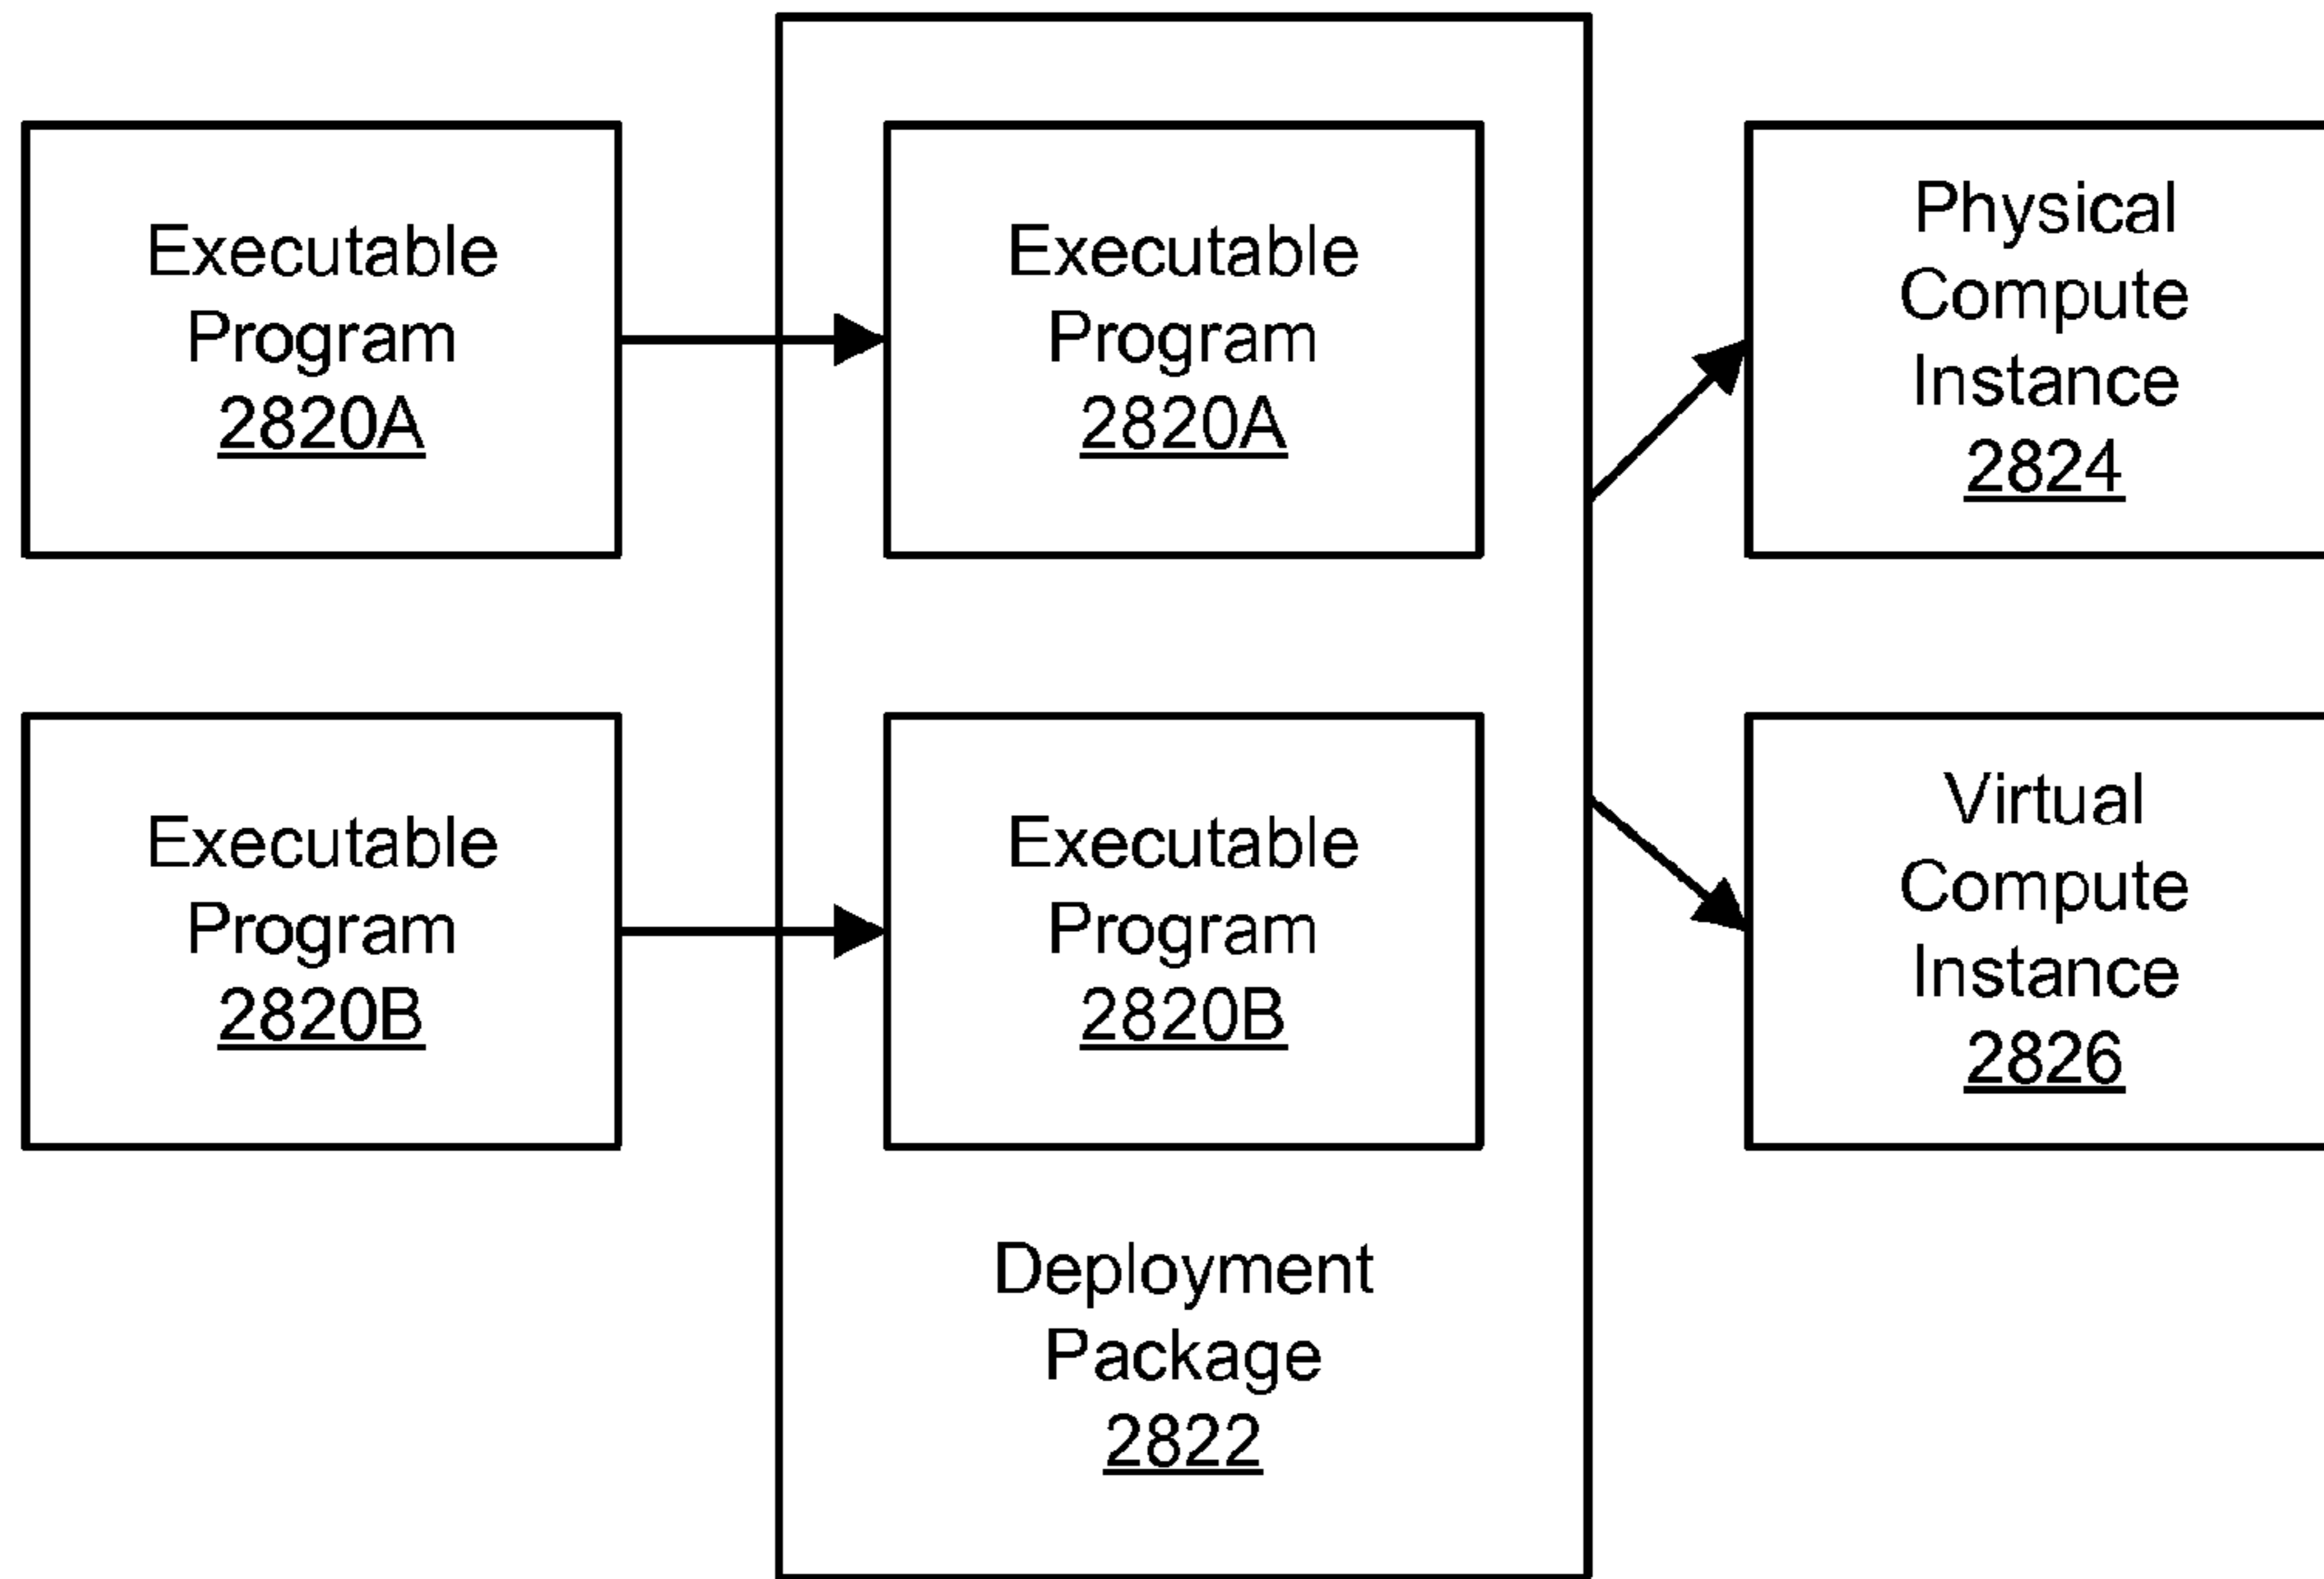 Executable
Program
2820A
Executable
Program
2820A
Physical
Compute
Instance
2824
Executable
Program
2820B
Executable
Program
2820B
Virtual
Compute
Instance
2826
Deployment
Package
2822